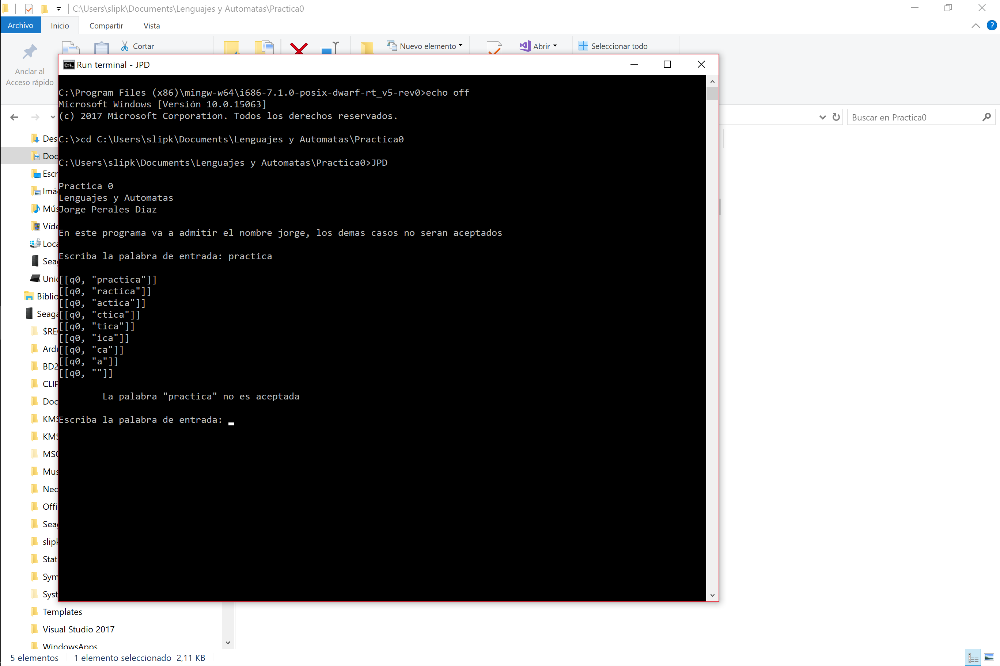 C:\Users\slipk\Documents\Lenguajes y Automatas\Practica0
Archivo Inicio Compartir Vista
Cortar Nuevo elemento Abrir Seleccionar todo
Anclar al
Acceso rápido
Buscar en Practica0
Run terminal - JPD
C:\Program Files (x86)\mingw-w64\i686-7.1.0-posix-dwarf-rt_v5-rev0>echo off
Microsoft Windows [Versión 10.0.15063]
(c) 2017 Microsoft Corporation. Todos los derechos reservados.
C:\>cd C:\Users\slipk\Documents\Lenguajes y Automatas\Practica0
C:\Users\slipk\Documents\Lenguajes y Automatas\Practica0>JPD
Practica 0
Lenguajes y Automatas
Jorge Perales Diaz
En este programa va a admitir el nombre jorge, los demas casos no seran aceptados
Escriba la palabra de entrada: practica
[[q0, "practica"]]
[[q0, "ractica"]]
[[q0, "actica"]]
[[q0, "ctica"]]
[[q0, "tica"]]
[[q0, "ica"]]
[[q0, "ca"]]
[[q0, "a"]]
[[q0, ""]]
La palabra "practica" no es aceptada
Escriba la palabra de entrada:
Des
Doc
Escr
Imá
Mús
Víde
Loca
Sea
Unic
Biblio
Seaga
$RE
Ardu
BD2
CLIP
Doc
KMS
KMS
MSO
Mus
Nec
Offi
Seag
slipk
Stat
Sym
Syst
Templates
Visual Studio 2017
WindowsApps
5 elementos 1 elemento seleccionado 2,11 KB